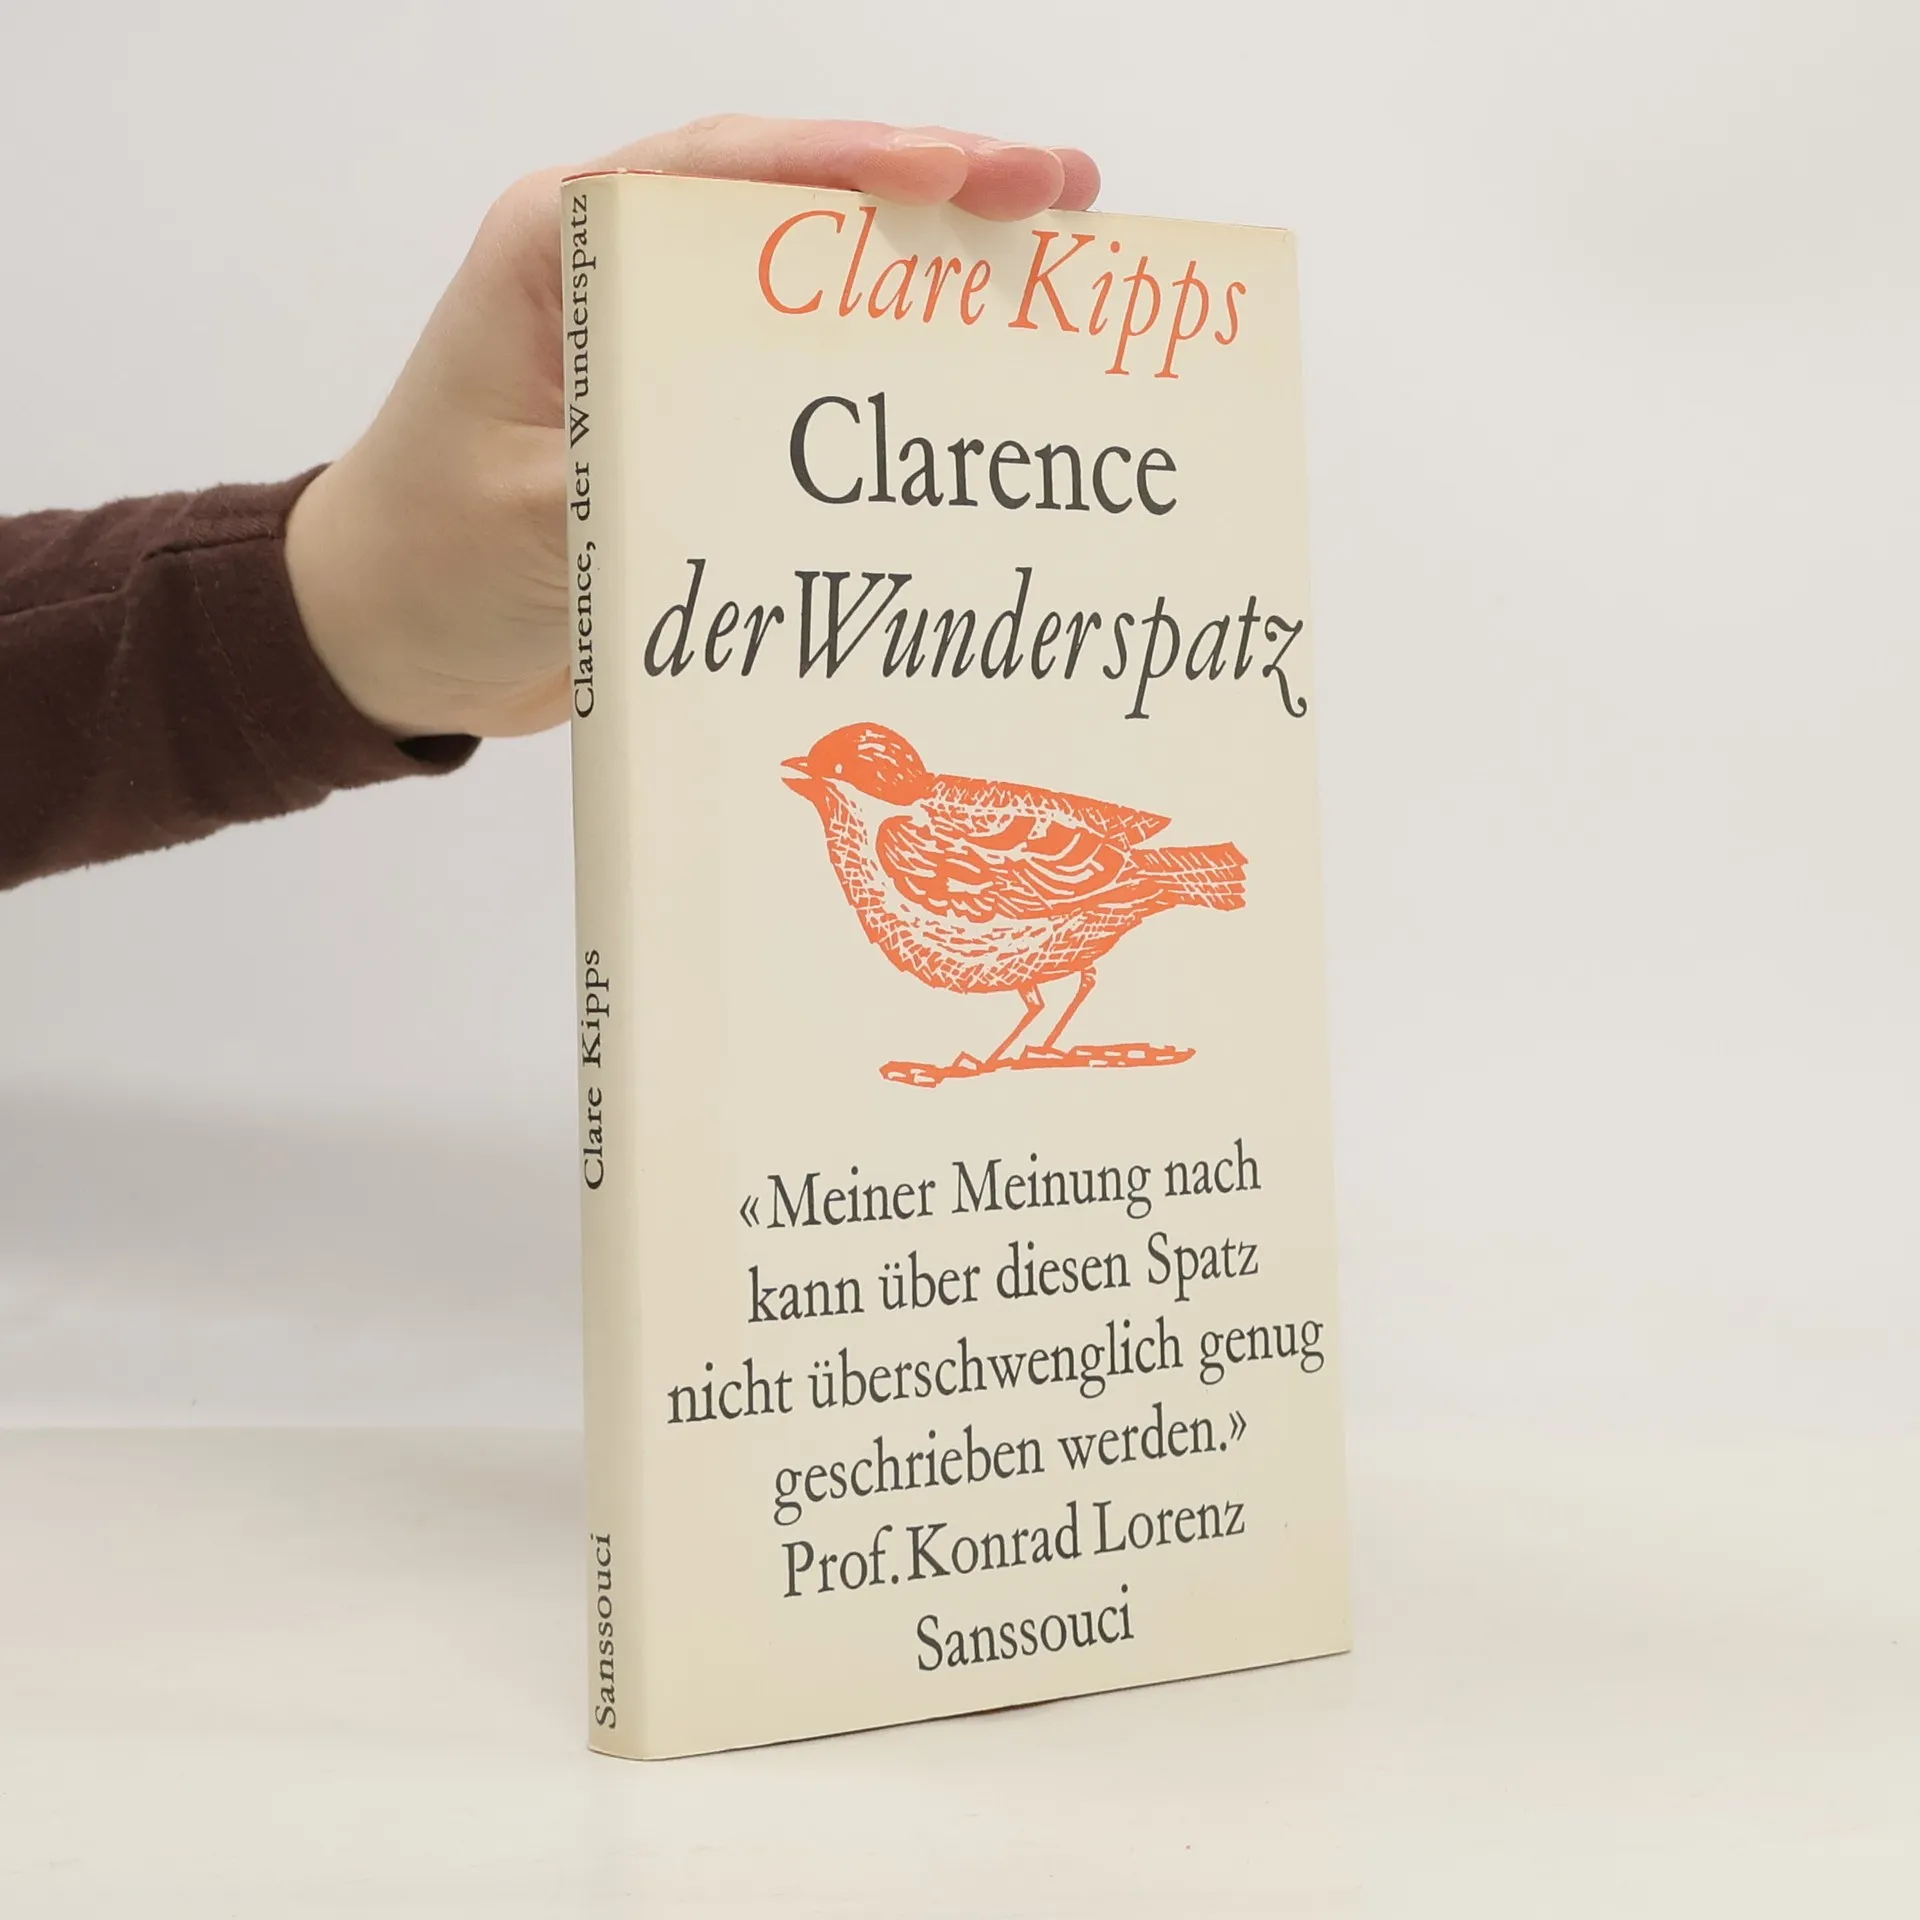 Clare Kipps
Clarence
der Wunderspatz
«Meiner Meinung nach
kann über diesen Spatz
nicht überschwenglich genug
geschrieben werden.»
Prof. Konrad Lorenz
Sanssouci
Clarence, der Wunderspatz
Clare Kipps
Sanssouci